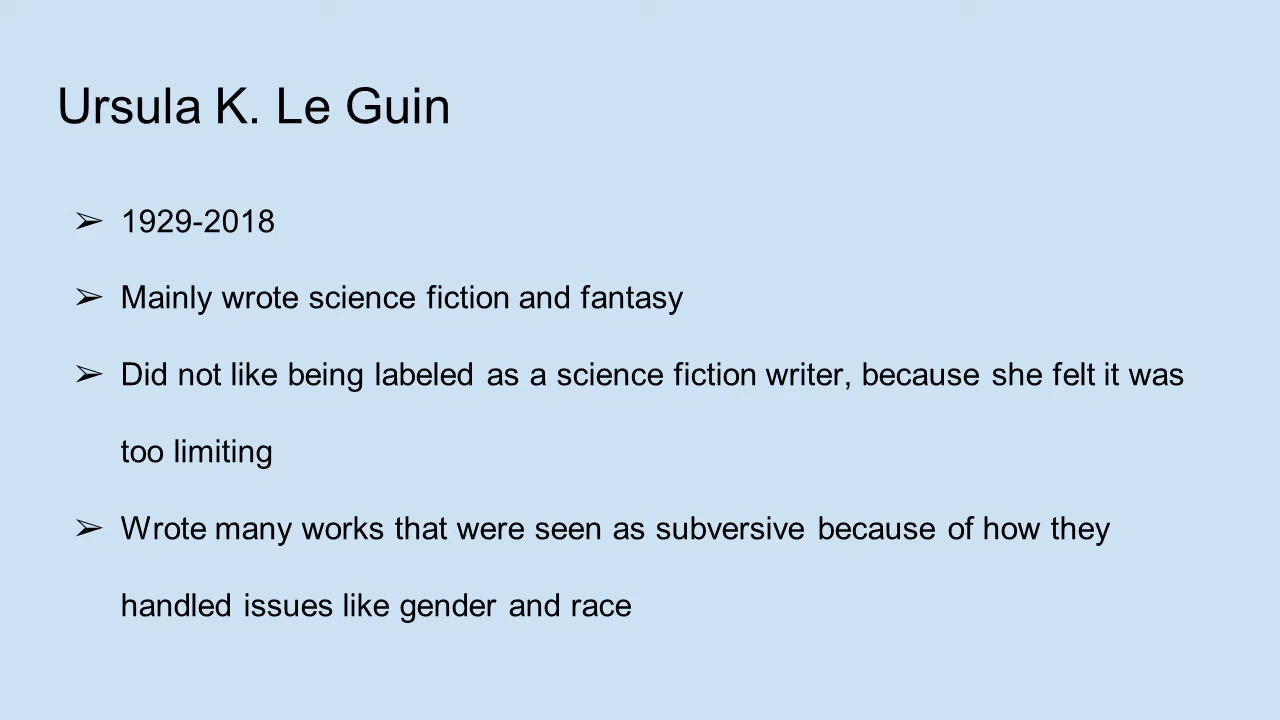 Ursula K. Le Guin
➢ 1929-2018
➢ Mainly wrote science fiction and fantasy
➢ Did not like being labeled as a science fiction writer, because she felt it was
too limiting
➢ Wrote many works that were seen as subversive because of how they
handled issues like gender and race